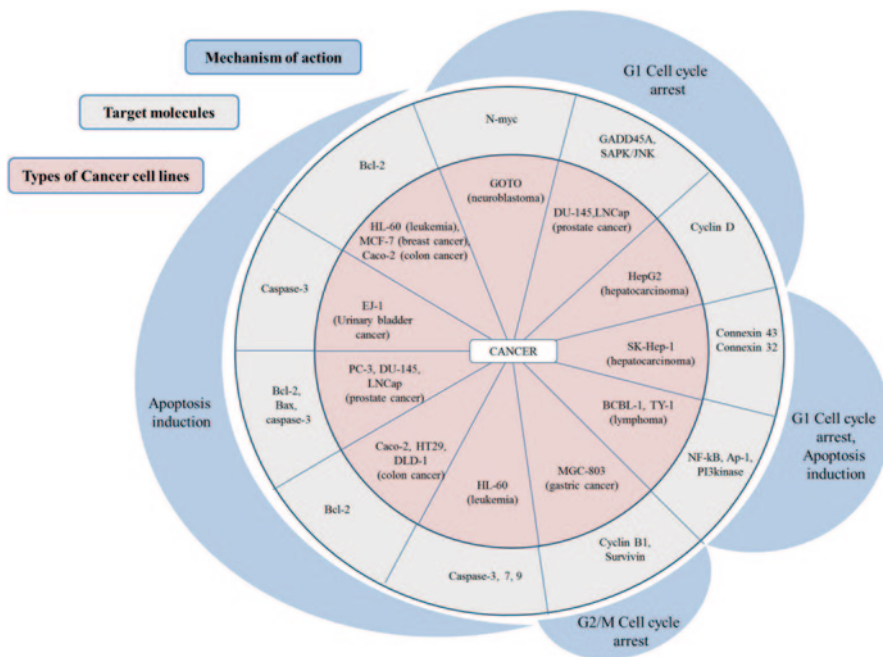 Mechanism of action
Target molecules
Types of Cancer cell lines
G1 Cell cycle
arrest
N-myc
GADD45A,
SAPK/JNK
Bcl-2
GOTO
(neuroblastoma)
DU-145,LNCap
(prostate cancer)
Cyclin D
HL-60 (leukemia),
MCF-7 (breast cancer),
Caco-2 (colon cancer)
HepG2
(hepatocarcinoma)
Caspase-3
EJ-1
(Urinary bladder
cancer)
CANCER
SK-Hep-1
(hepatocarcinoma)
Connexin 43
Connexin 32
Apoptosis
induction
Bcl-2,
Bax,
caspase-3
PC-3, DU-145,
LNCap
(prostate cancer)
BCBL-1, TY-1
(lymphoma)
G1 Cell cycle
arrest,
Apoptosis
induction
NF-kB, Ap-1,
PI3kinase
Caco-2, HT29,
DLD-1
(colon cancer)
HL-60
(leukemia)
MGC-803
(gastric cancer)
Bcl-2
Caspase-3, 7, 9
Cyclin B1,
Survivin
G2/M Cell cycle
arrest